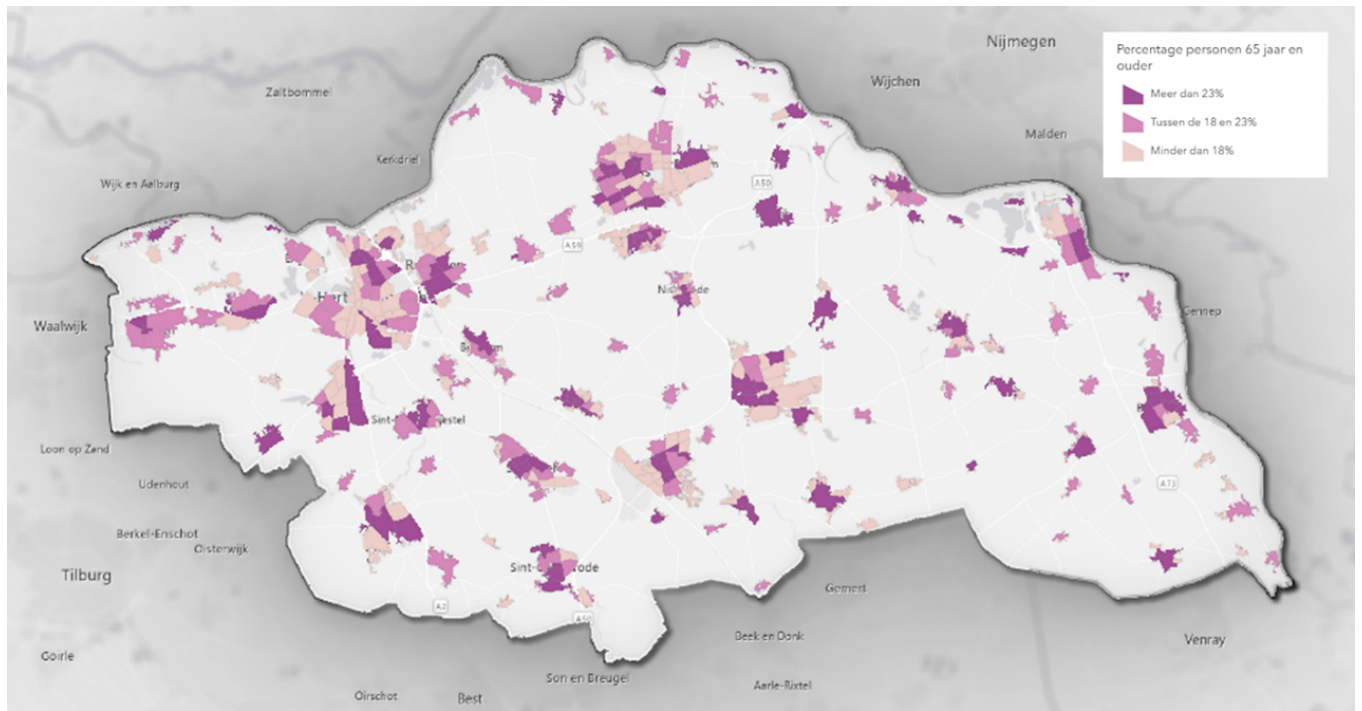 Nijmegen
Percentage personen 65 jaar en
ouder
Meer dan 23%
Tussen de 18 en 23%
Minder dan 18%
Wijchen
Zaltbommel
Malden
Kerkdriel
Wijk en Aalburg
A50
A59
Waalwijk
Gennep
Loon op Zand
Udenhout
A73
Berkel-Enschot
Oisterwijk
Tilburg
A2
A50
Gemert
Beek en Donk
Venray
Goirle
Son en Breugel
Aarle-Rixtel
Oirschot
Best